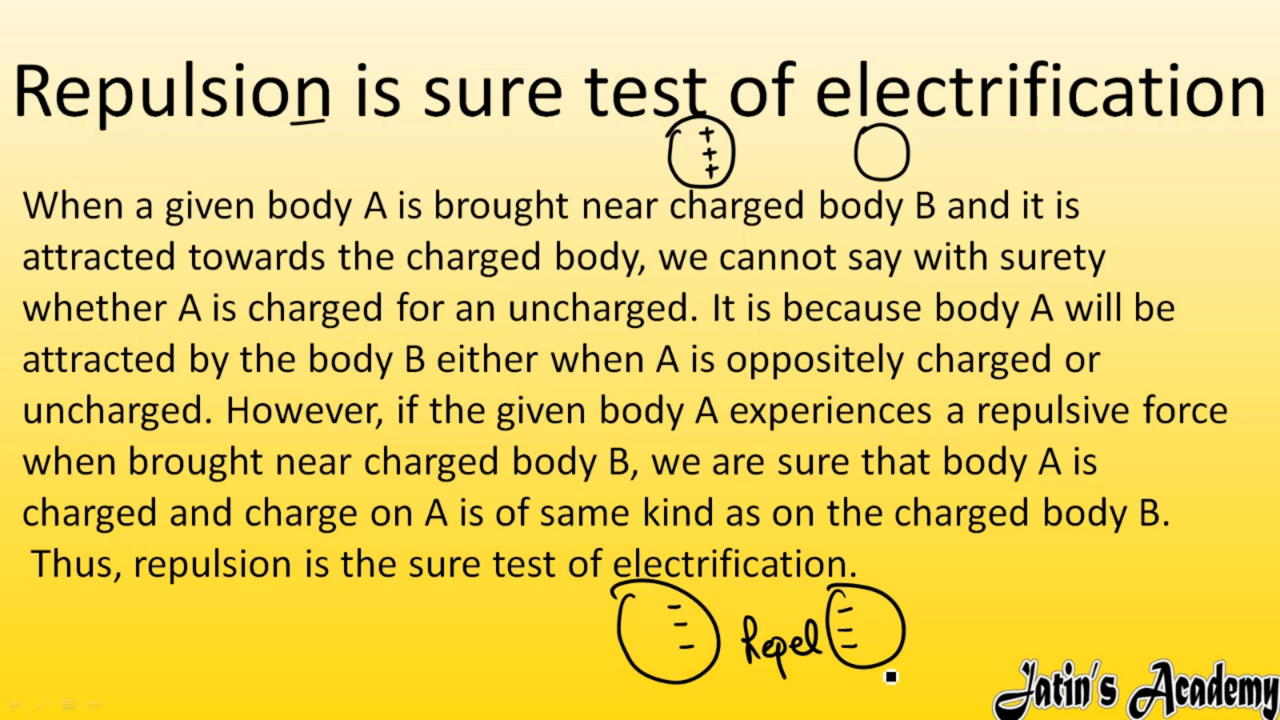 Repulsion is sure test of electrification
+
+
+
When a given body A is brought near charged body B and it is
attracted towards the charged body, we cannot say with surety
whether A is charged for an uncharged. It is because body A will be
attracted by the body B either when A is oppositely charged or
uncharged. However, if the given body A experiences a repulsive force
when brought near charged body B, we are sure that body A is
charged and charge on A is of same kind as on the charged body B.
Thus, repulsion is the sure test of electrification.
- -
- Repel -
- -
Jatin's Academy